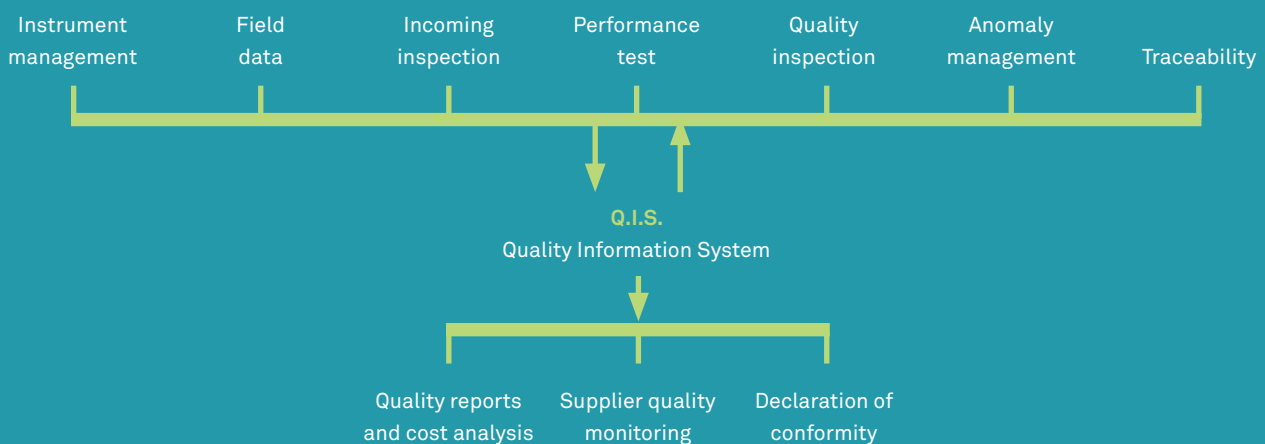 Instrument
management
Field
data
Incoming
inspection
Performance
test
Quality
inspection
Anomaly
management
Traceability
Q.I.S.
Quality Information System
Quality reports
and cost analysis
Supplier quality
monitoring
Declaration of
conformity